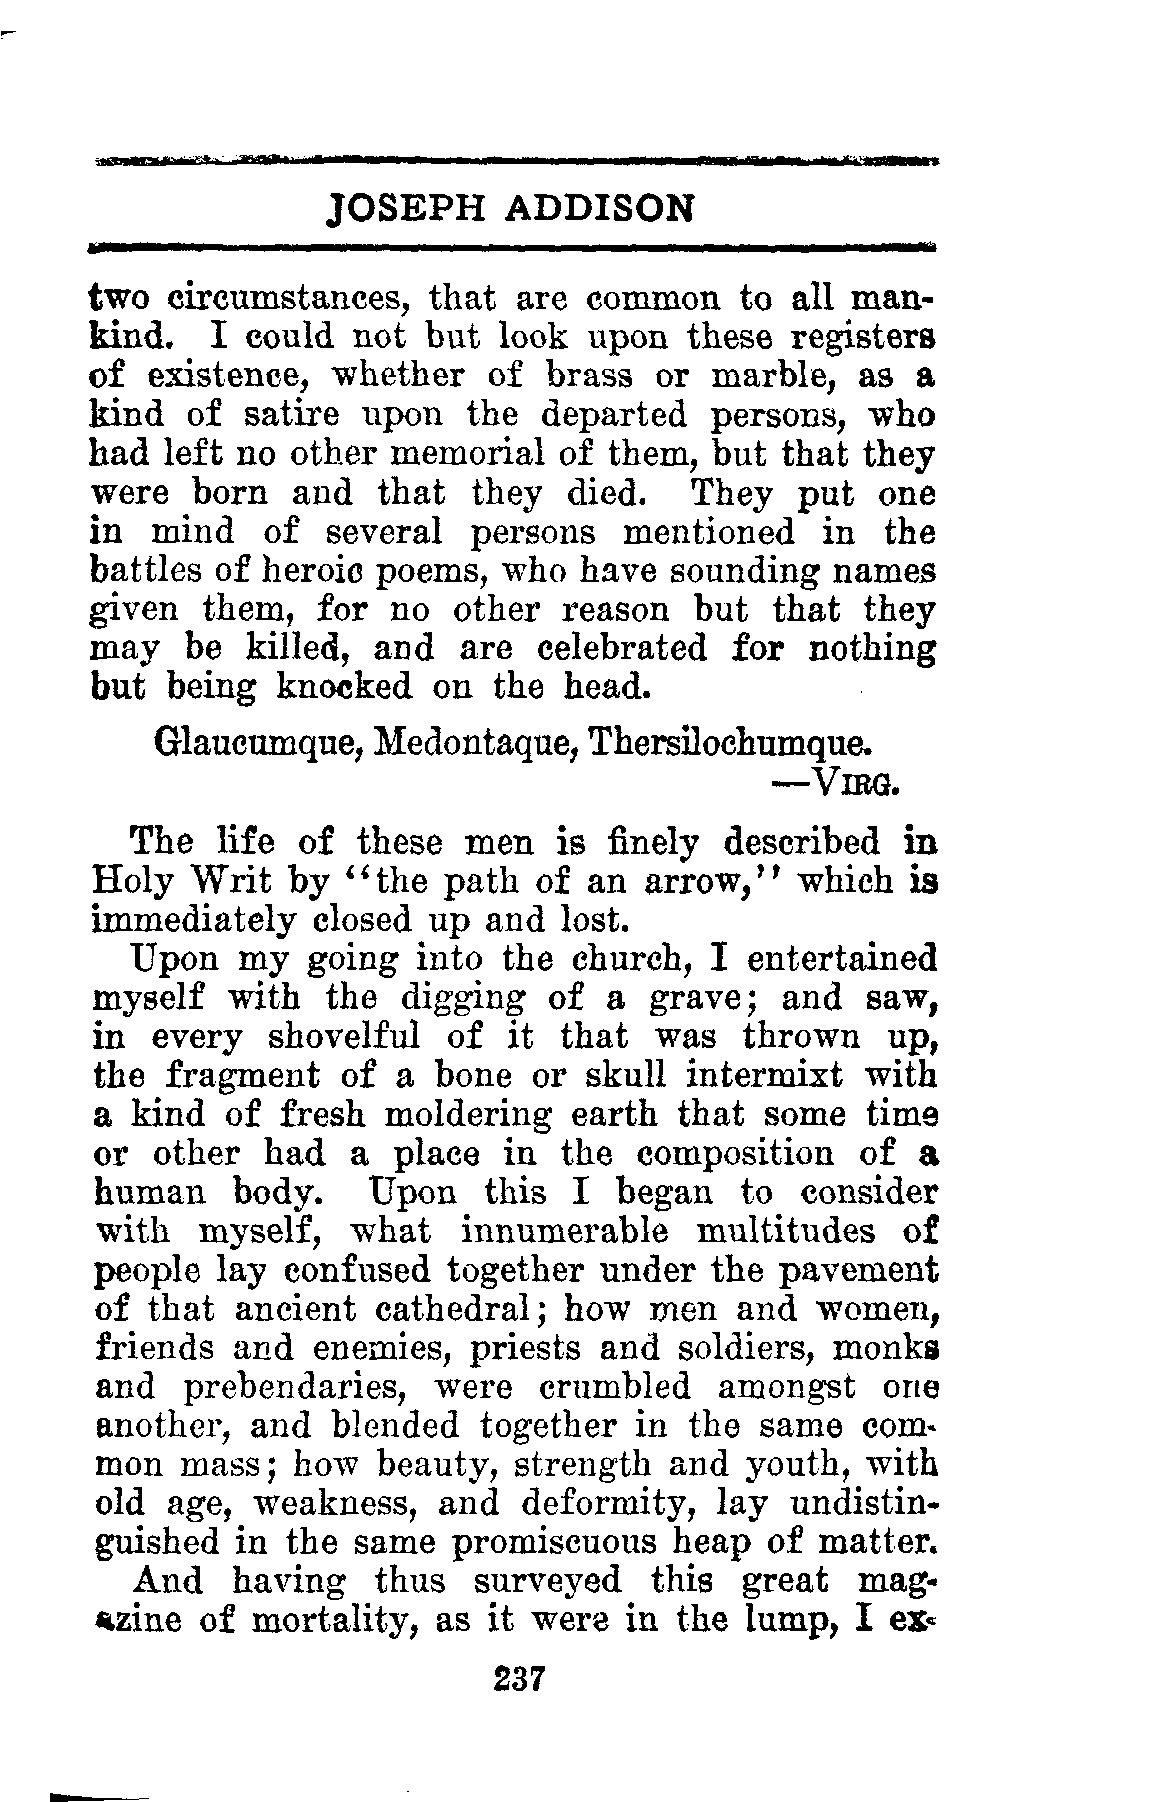 JOSEPH ADDISON
two circumstances, that are common to all man-
kind. I could not but look upon these registers
of existence, whether of brass or marble, as a
kind of satire upon the departed persons, who
had left no other memorial of them, but that they
were born and that they died. They put one
in mind of several persons mentioned in the
battles of heroic poems, who have sounding names
given them, for no other reason but that they
may be killed, and are celebrated for nothing
but being knocked on the head.
Glaucumque, Medontaque, Thersilochumque.
—VIRG.
The life of these men is finely described in
Holy Writ by “the path of an arrow,” which is
immediately closed up and lost.
Upon my going into the church, I entertained
myself with the digging of a grave; and saw,
in every shovelful of it that was thrown up,
the fragment of a bone or skull intermixt with
a kind of fresh moldering earth that some time
or other had a place in the composition of a
human body. Upon this I began to consider
with myself, what innumerable multitudes of
people lay confused together under the pavement
of that ancient cathedral; how men and women,
friends and enemies, priests and soldiers, monks
and prebendaries, were crumbled amongst one
another, and blended together in the same com-
mon mass; how beauty, strength and youth, with
old age, weakness, and deformity, lay undistin-
guished in the same promiscuous heap of matter.
And having thus surveyed this great mag-
azine of mortality, as it were in the lump, I ex-
237